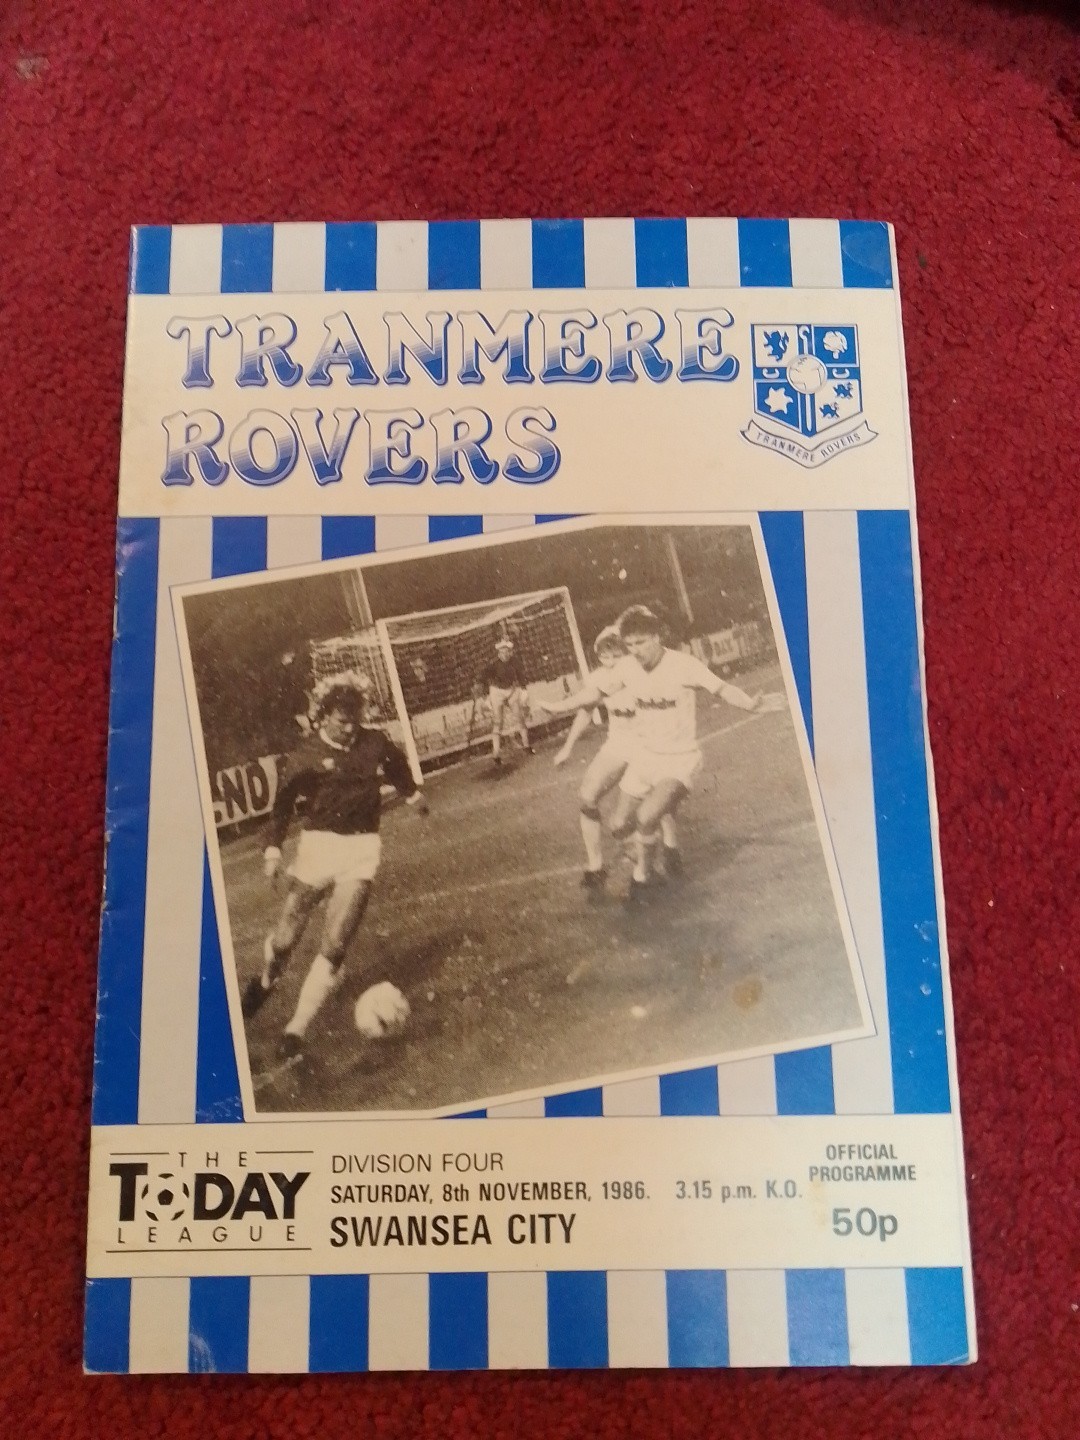 TRANMERE
ROVERS
TRANMERE ROVERS
ND
THE
TODAY
LEAGUE
DIVISION FOUR
SATURDAY, 8th NOVEMBER, 1986. 3.15 p.m. K.O.
SWANSEA CITY
OFFICIAL
PROGRAMME
50p